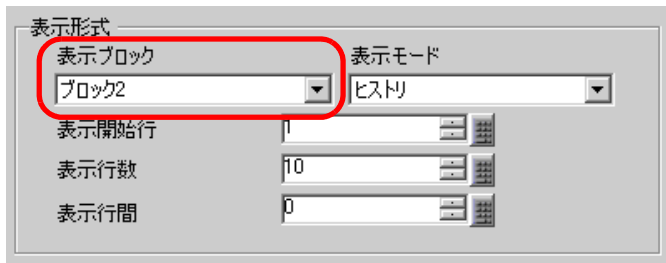 表示形式
表示ブロック 表示モード
ブロック2 ヒストリ
表示開始行 1
表示行数 10
表示行間 0